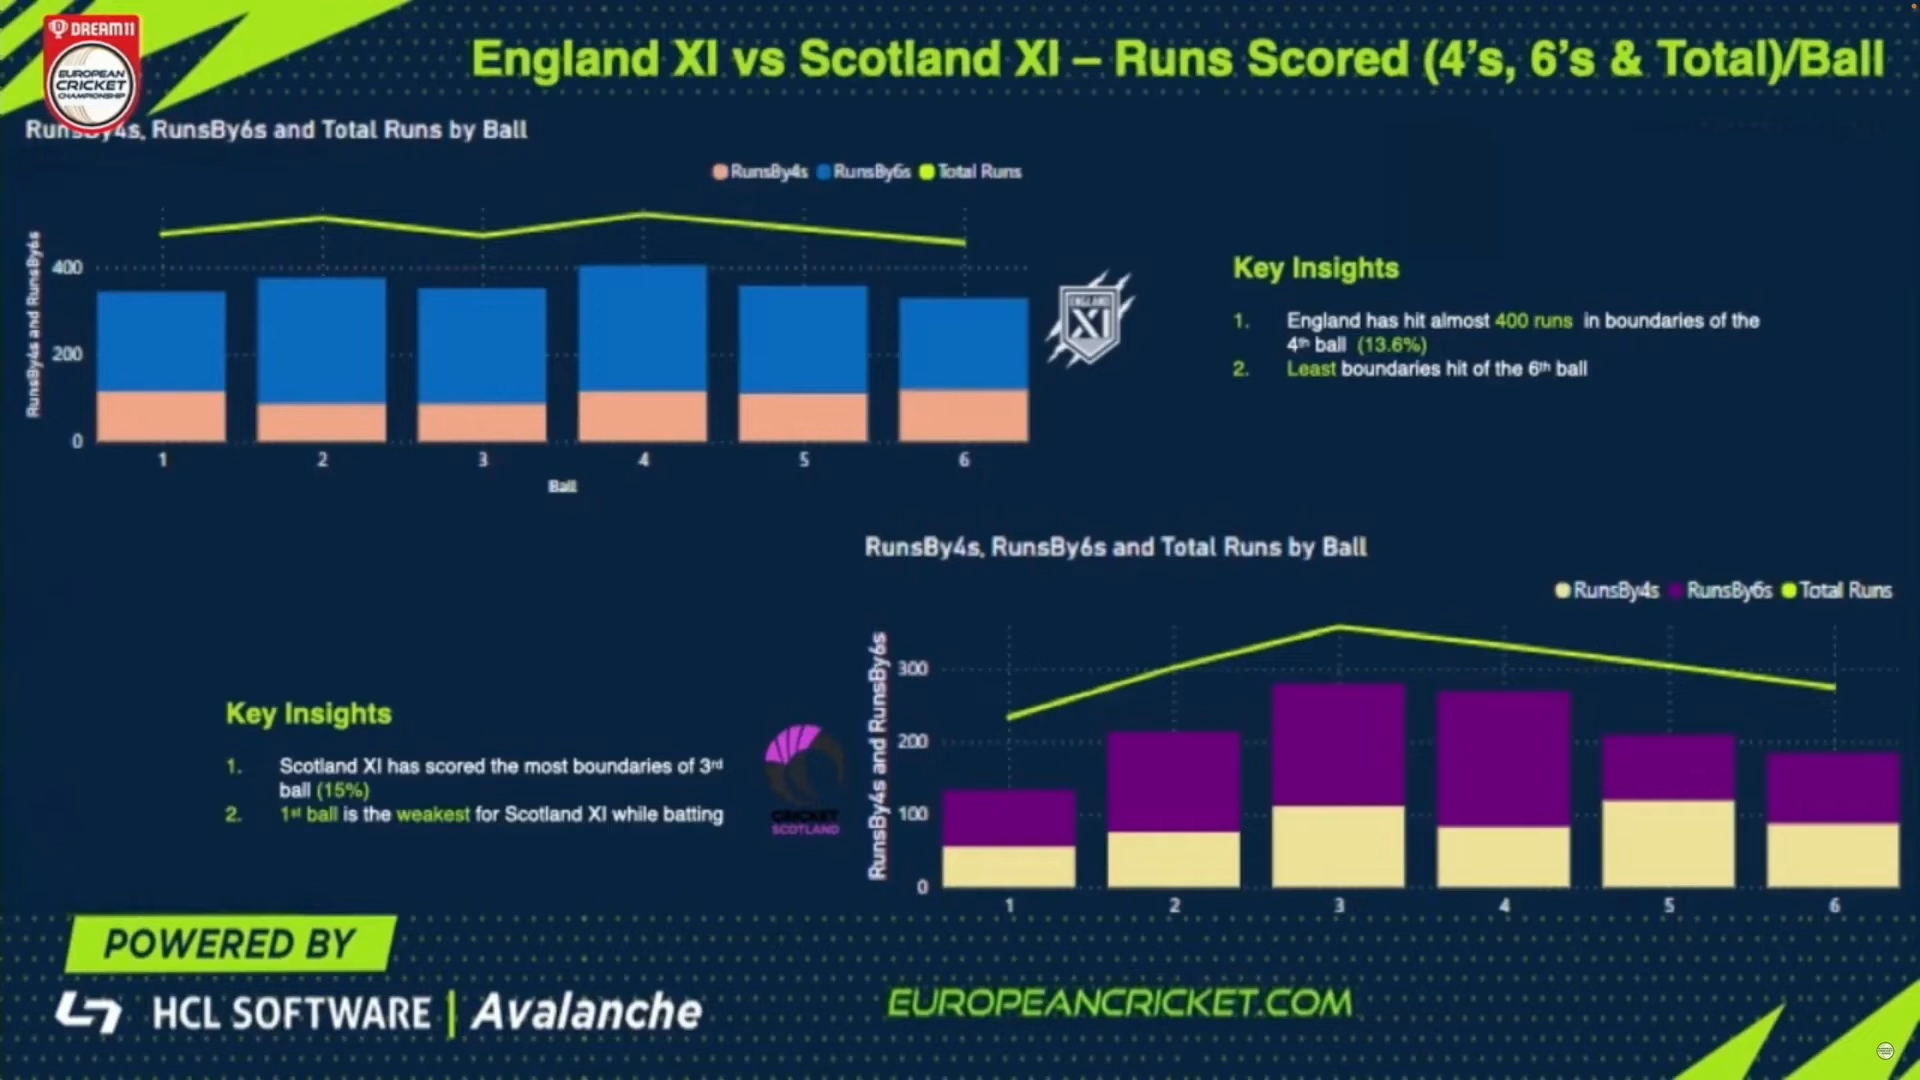 DREAM11
EUROPEAN
CRICKET
CHAMPIONSHIP
England XI vs Scotland XI – Runs Scored (4's, 6's & Total)/Ball
RunsBy4s, RunsBy6s and Total Runs by Ball
RunsBy4s RunsBy6s Total Runs
RunsBy4s and RunsBy6s
400
200
0
1 2 3 4 5 6
Ball
ENGLAND
XI
Key Insights
1. England has hit almost 400 runs in boundaries of the
4th ball (13.6%)
2. Least boundaries hit of the 6th ball
RunsBy4s, RunsBy6s and Total Runs by Ball
RunsBy4s RunsBy6s Total Runs
RunsBy4s and RunsBy6s
300
200
100
0
1 2 3 4 5 6
Key Insights
1. Scotland XI has scored the most boundaries of 3rd
ball (15%)
2. 1st ball is the weakest for Scotland XI while batting
CRICKET
SCOTLAND
POWERED BY
HCL SOFTWARE | Avalanche
EUROPEANCRICKET.COM